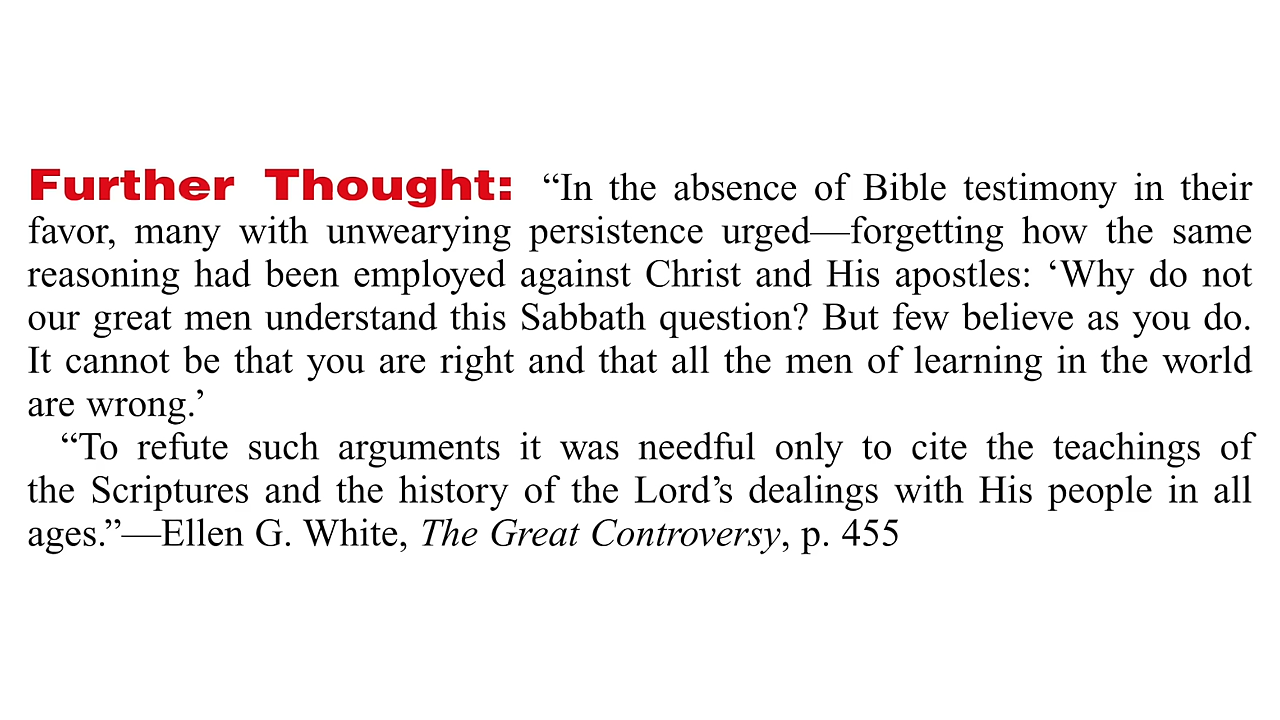 Further Thought: “In the absence of Bible testimony in their
favor, many with unwearying persistence urged—forgetting how the same
reasoning had been employed against Christ and His apostles: ‘Why do not
our great men understand this Sabbath question? But few believe as you do.
It cannot be that you are right and that all the men of learning in the world
are wrong.’
“To refute such arguments it was needful only to cite the teachings of
the Scriptures and the history of the Lord’s dealings with His people in all
ages.”—Ellen G. White, The Great Controversy, p. 455